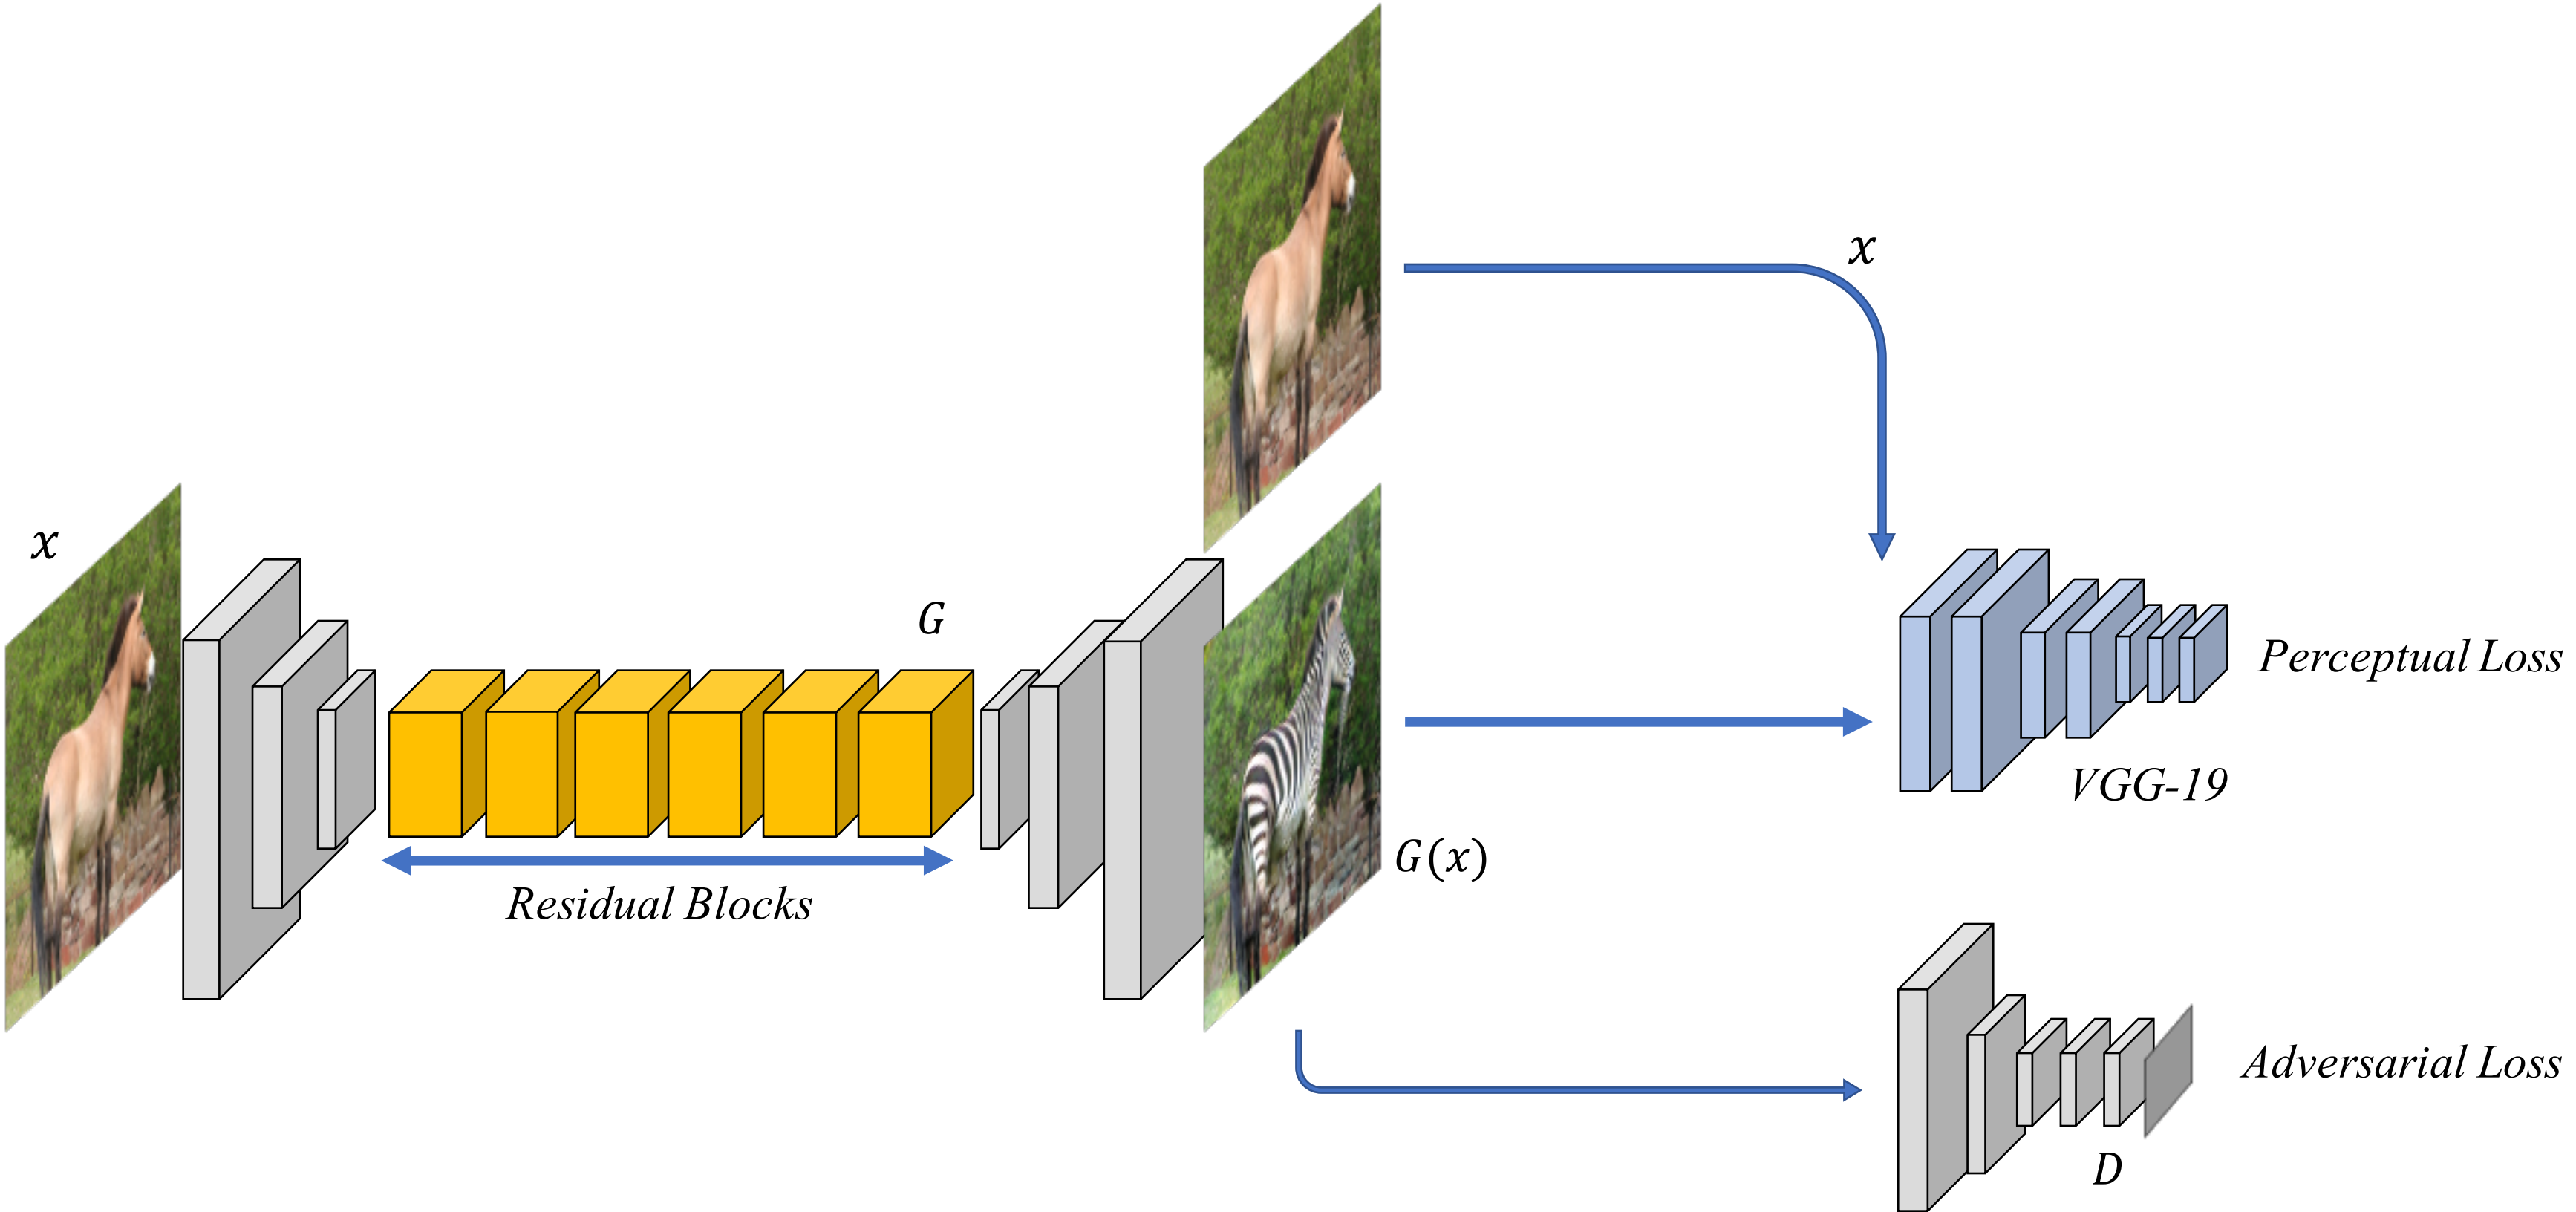 x
x
G
Residual Blocks
G(x)
Perceptual Loss
VGG-19
Adversarial Loss
D